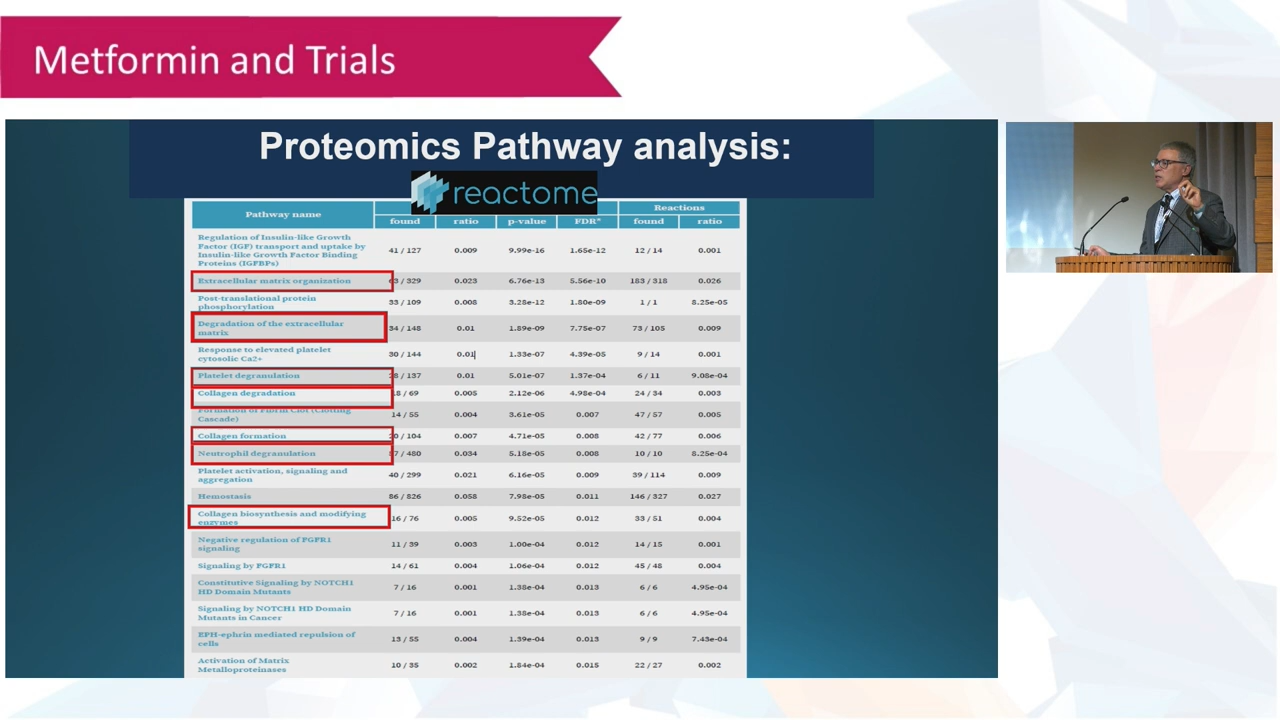 Metformin and Trials
Proteomics Pathway analysis:
reactome
Pathway name
Reactions
found ratio p-value FDR* found ratio
Regulation of Insulin-like Growth
Factor (IGF) transport and uptake by
Insulin-like Growth Factor Binding
Proteins (IGFBPs)
41 / 127 0.009 9.99e-16 1.65e-12 12 / 14 0.001
Extracellular matrix organization
/ 329 0.023 6.76e-13 5.56e-10 183 / 318 0.026
Post-translational protein
phosphorylation
33 / 109 0.008 3.28e-12 1.80e-09 1 / 1 8.25e-05
Degradation of the extracellular
matrix
34 / 148 0.01 1.89e-09 7.75e-07 73 / 105 0.009
Response to elevated platelet
cytosolic Ca2+
30 / 144 0.01 1.33e-07 4.39e-05 9 / 14 0.001
Platelet degranulation
/ 137 0.01 5.01e-07 1.37e-04 6 / 11 9.08e-04
Collagen degradation
/ 69 0.005 2.12e-06 4.98e-04 24 / 34 0.003
Formation of Fibrin Clot (Clotting
Cascade)
14 / 55 0.004 3.61e-05 0.007 47 / 57 0.005
Collagen formation
/ 104 0.007 4.71e-05 0.008 42 / 77 0.006
Neutrophil degranulation
/ 480 0.034 5.18e-05 0.008 10 / 10 8.25e-04
Platelet activation, signaling and
aggregation
40 / 299 0.021 6.16e-05 0.009 39 / 114 0.009
Hemostasis
86 / 826 0.058 7.98e-05 0.011 146 / 327 0.027
Collagen biosynthesis and modifying
enzymes
16 / 76 0.005 9.52e-05 0.012 33 / 51 0.004
Negative regulation of FGFR1
signaling
11 / 39 0.003 1.00e-04 0.012 14 / 15 0.001
Signaling by FGFR1
14 / 61 0.004 1.06e-04 0.012 45 / 48 0.004
Constitutive Signaling by NOTCH1
HD Domain Mutants
7 / 16 0.001 1.38e-04 0.013 6 / 6 4.95e-04
Signaling by NOTCH1 HD Domain
Mutants in Cancer
7 / 16 0.001 1.38e-04 0.013 6 / 6 4.95e-04
EPH-ephrin mediated repulsion of
cells
13 / 55 0.004 1.39e-04 0.013 9 / 9 7.43e-04
Activation of Matrix
Metalloproteinases
10 / 35 0.002 1.84e-04 0.015 22 / 27 0.002